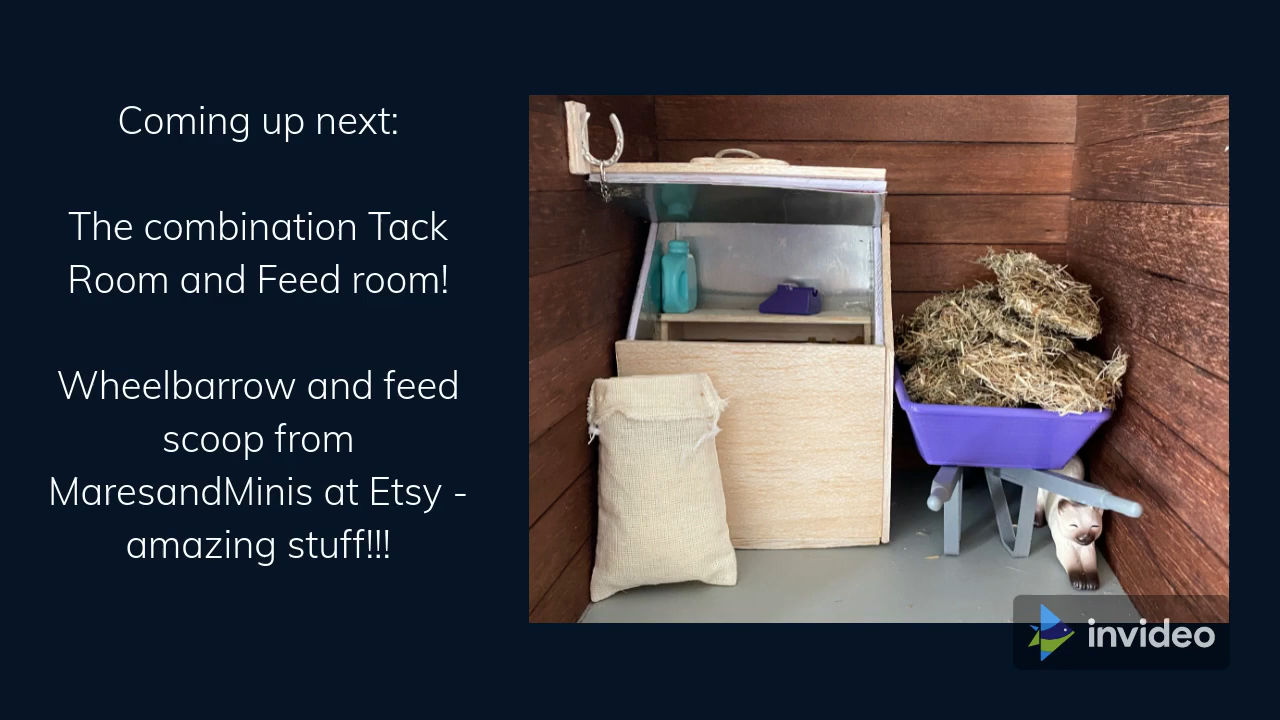 Coming up next:
The combination Tack
Room and Feed room!
Wheelbarrow and feed
scoop from
MaresandMinis at Etsy -
amazing stuff!!!
invideo